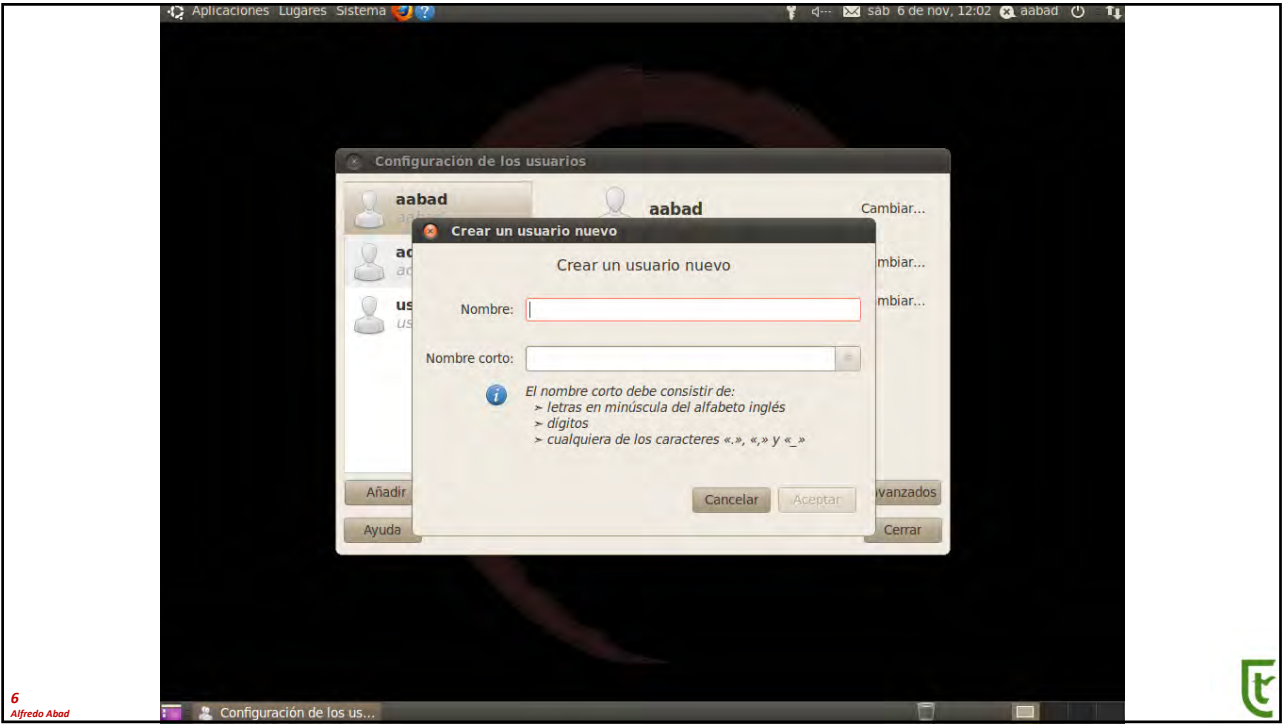 Aplicaciones Lugares Sistema
sáb 6 de nov, 12:02 aabad
Configuración de los usuarios
aabad
aabad
Cambiar...
Crear un usuario nuevo
Crear un usuario nuevo
mbiar...
mbiar...
Nombre:
Nombre corto:
El nombre corto debe consistir de:
➢ letras en minúscula del alfabeto inglés
➢ dígitos
➢ cualquiera de los caracteres «.», «,» y «_»
Añadir
Cancelar
Aceptar
vanzados
Ayuda
Cerrar
6
Alfredo Abad
Configuración de los us...